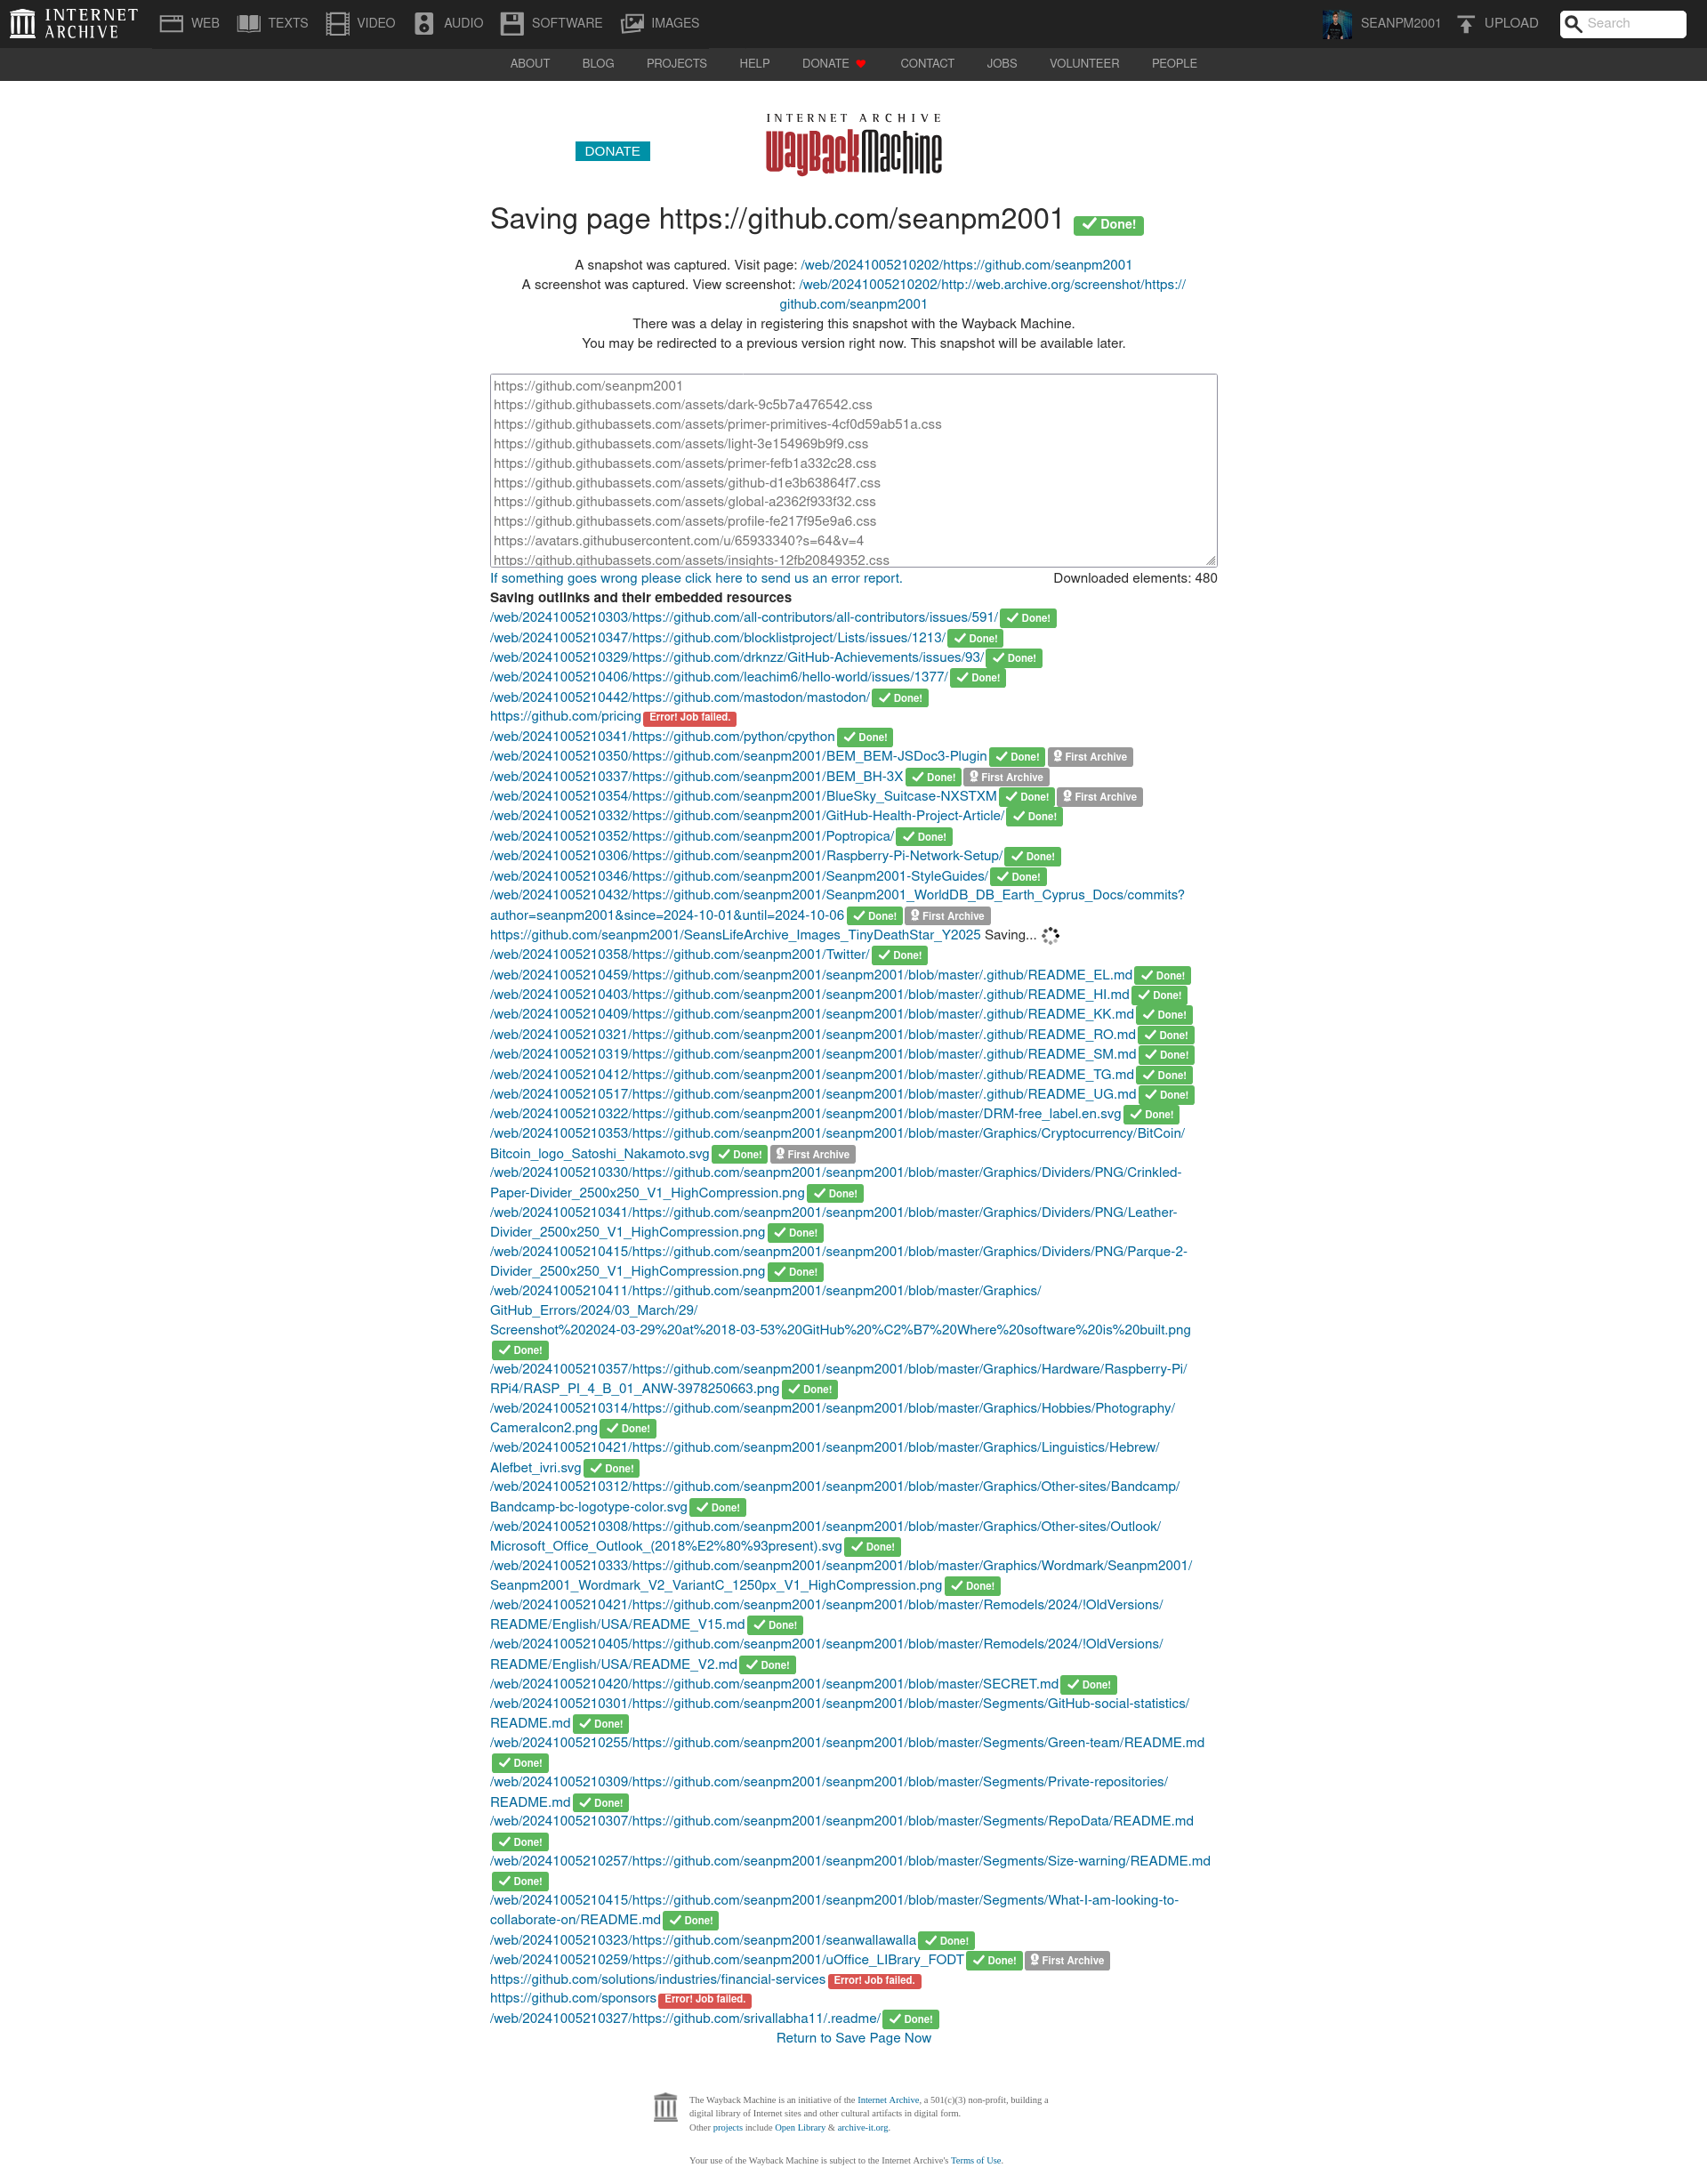 INTERNET ARCHIVE
WEB TEXTS VIDEO AUDIO SOFTWARE IMAGES SEANPM2001 UPLOAD Search
ABOUT BLOG PROJECTS HELP DONATE CONTACT JOBS VOLUNTEER PEOPLE
INTERNET ARCHIVE
DONATE WayBackMachine
Saving page https://github.com/seanpm2001 Done!
A snapshot was captured. Visit page: /web/20241005210202/https://github.com/seanpm2001
A screenshot was captured. View screenshot: /web/20241005210202/http://web.archive.org/screenshot/https://
github.com/seanpm2001
There was a delay in registering this snapshot with the Wayback Machine.
You may be redirected to a previous version right now. This snapshot will be available later.
https://github.com/seanpm2001
https://github.githubassets.com/assets/dark-9c5b7a476542.css
https://github.githubassets.com/assets/primer-primitives-4cf0d59ab51a.css
https://github.githubassets.com/assets/light-3e154969b9f9.css
https://github.githubassets.com/assets/primer-fefb1a332c28.css
https://github.githubassets.com/assets/github-d1e3b63864f7.css
https://github.githubassets.com/assets/global-a2362f933f32.css
https://github.githubassets.com/assets/profile-fe217f95e9a6.css
https://avatars.githubusercontent.com/u/65933340?s=64&v=4
https://github.githubassets.com/assets/insights-12fb20849352.css
If something goes wrong please click here to send us an error report. Downloaded elements: 480
Saving outlinks and their embedded resources
/web/20241005210303/https://github.com/all-contributors/all-contributors/issues/591/ Done!
/web/20241005210347/https://github.com/blocklistproject/Lists/issues/1213/ Done!
/web/20241005210329/https://github.com/drknzz/GitHub-Achievements/issues/93/ Done!
/web/20241005210406/https://github.com/leachim6/hello-world/issues/1377/ Done!
/web/20241005210442/https://github.com/mastodon/mastodon/ Done!
https://github.com/pricing Error! Job failed.
/web/20241005210341/https://github.com/python/cpython Done!
/web/20241005210350/https://github.com/seanpm2001/BEM_BEM-JSDoc3-Plugin Done! First Archive
/web/20241005210337/https://github.com/seanpm2001/BEM_BH-3X Done! First Archive
/web/20241005210354/https://github.com/seanpm2001/BlueSky_Suitcase-NXSTXM Done! First Archive
/web/20241005210332/https://github.com/seanpm2001/GitHub-Health-Project-Article/ Done!
/web/20241005210352/https://github.com/seanpm2001/Poptropica/ Done!
/web/20241005210306/https://github.com/seanpm2001/Raspberry-Pi-Network-Setup/ Done!
/web/20241005210346/https://github.com/seanpm2001/Seanpm2001-StyleGuides/ Done!
/web/20241005210432/https://github.com/seanpm2001/Seanpm2001_WorldDB_DB_Earth_Cyprus_Docs/commits?
author=seanpm2001&since=2024-10-01&until=2024-10-06 Done! First Archive
https://github.com/seanpm2001/SeansLifeArchive_Images_TinyDeathStar_Y2025 Saving...
/web/20241005210358/https://github.com/seanpm2001/Twitter/ Done!
/web/20241005210459/https://github.com/seanpm2001/seanpm2001/blob/master/.github/README_EL.md Done!
/web/20241005210403/https://github.com/seanpm2001/seanpm2001/blob/master/.github/README_HI.md Done!
/web/20241005210409/https://github.com/seanpm2001/seanpm2001/blob/master/.github/README_KK.md Done!
/web/20241005210321/https://github.com/seanpm2001/seanpm2001/blob/master/.github/README_RO.md Done!
/web/20241005210319/https://github.com/seanpm2001/seanpm2001/blob/master/.github/README_SM.md Done!
/web/20241005210412/https://github.com/seanpm2001/seanpm2001/blob/master/.github/README_TG.md Done!
/web/20241005210517/https://github.com/seanpm2001/seanpm2001/blob/master/.github/README_UG.md Done!
/web/20241005210322/https://github.com/seanpm2001/seanpm2001/blob/master/DRM-free_label.en.svg Done!
/web/20241005210353/https://github.com/seanpm2001/seanpm2001/blob/master/Graphics/Cryptocurrency/BitCoin/
Bitcoin_logo_Satoshi_Nakamoto.svg Done! First Archive
/web/20241005210330/https://github.com/seanpm2001/seanpm2001/blob/master/Graphics/Dividers/PNG/Crinkled-
Paper-Divider_2500x250_V1_HighCompression.png Done!
/web/20241005210341/https://github.com/seanpm2001/seanpm2001/blob/master/Graphics/Dividers/PNG/Leather-
Divider_2500x250_V1_HighCompression.png Done!
/web/20241005210415/https://github.com/seanpm2001/seanpm2001/blob/master/Graphics/Dividers/PNG/Parque-2-
Divider_2500x250_V1_HighCompression.png Done!
/web/20241005210411/https://github.com/seanpm2001/seanpm2001/blob/master/Graphics/
GitHub_Errors/2024/03_March/29/
Screenshot%202024-03-29%20at%2018-03-53%20GitHub%20%C2%B7%20Where%20software%20is%20built.png
Done!
/web/20241005210357/https://github.com/seanpm2001/seanpm2001/blob/master/Graphics/Hardware/Raspberry-Pi/
RPi4/RASP_PI_4_B_01_ANW-3978250663.png Done!
/web/20241005210314/https://github.com/seanpm2001/seanpm2001/blob/master/Graphics/Hobbies/Photography/
CameraIcon2.png Done!
/web/20241005210421/https://github.com/seanpm2001/seanpm2001/blob/master/Graphics/Linguistics/Hebrew/
Alefbet_ivri.svg Done!
/web/20241005210312/https://github.com/seanpm2001/seanpm2001/blob/master/Graphics/Other-sites/Bandcamp/
Bandcamp-bc-logotype-color.svg Done!
/web/20241005210308/https://github.com/seanpm2001/seanpm2001/blob/master/Graphics/Other-sites/Outlook/
Microsoft_Office_Outlook_(2018%E2%80%93present).svg Done!
/web/20241005210333/https://github.com/seanpm2001/seanpm2001/blob/master/Graphics/Wordmark/Seanpm2001/
Seanpm2001_Wordmark_V2_VariantC_1250px_V1_HighCompression.png Done!
/web/20241005210421/https://github.com/seanpm2001/seanpm2001/blob/master/Remodels/2024/!OldVersions/
README/English/USA/README_V15.md Done!
/web/20241005210405/https://github.com/seanpm2001/seanpm2001/blob/master/Remodels/2024/!OldVersions/
README/English/USA/README_V2.md Done!
/web/20241005210420/https://github.com/seanpm2001/seanpm2001/blob/master/SECRET.md Done!
/web/20241005210301/https://github.com/seanpm2001/seanpm2001/blob/master/Segments/GitHub-social-statistics/
README.md Done!
/web/20241005210255/https://github.com/seanpm2001/seanpm2001/blob/master/Segments/Green-team/README.md
Done!
/web/20241005210309/https://github.com/seanpm2001/seanpm2001/blob/master/Segments/Private-repositories/
README.md Done!
/web/20241005210307/https://github.com/seanpm2001/seanpm2001/blob/master/Segments/RepoData/README.md
Done!
/web/20241005210257/https://github.com/seanpm2001/seanpm2001/blob/master/Segments/Size-warning/README.md
Done!
/web/20241005210415/https://github.com/seanpm2001/seanpm2001/blob/master/Segments/What-I-am-looking-to-
collaborate-on/README.md Done!
/web/20241005210323/https://github.com/seanpm2001/seanwallawalla Done!
/web/20241005210259/https://github.com/seanpm2001/uOffice_LIBrary_FODT Done! First Archive
https://github.com/solutions/industries/financial-services Error! Job failed.
https://github.com/sponsors Error! Job failed.
/web/20241005210327/https://github.com/srivallabha11/.readme/ Done!
Return to Save Page Now
The Wayback Machine is an initiative of the Internet Archive, a 501(c)(3) non-profit, building a
digital library of Internet sites and other cultural artifacts in digital form.
Other projects include Open Library & archive-it.org.
Your use of the Wayback Machine is subject to the Internet Archive's Terms of Use.